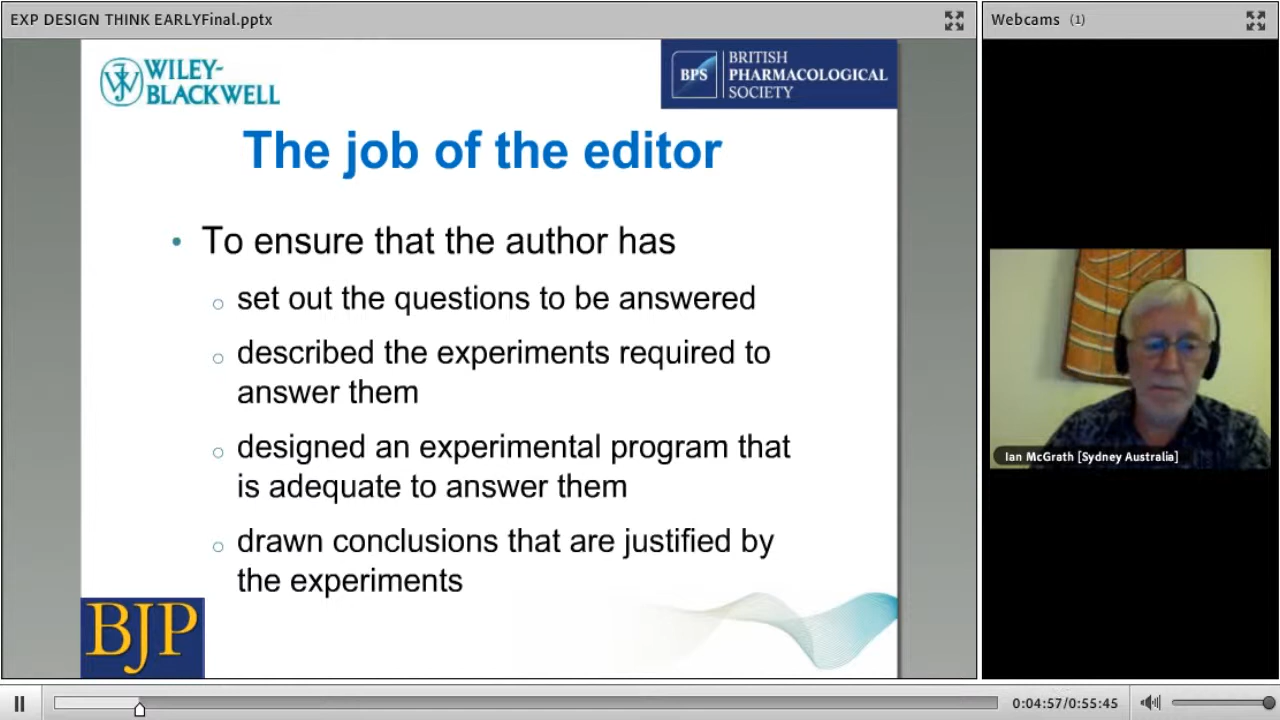 EXP DESIGN THINK EARLYFinal.pptx
Webcams (1)
WILEY-
BLACKWELL
BPS
BRITISH
PHARMACOLOGICAL
SOCIETY
The job of the editor
• To ensure that the author has
o set out the questions to be answered
o described the experiments required to
answer them
o designed an experimental program that
is adequate to answer them
o drawn conclusions that are justified by
the experiments
Ian McGrath [Sydney Australia]
BJP
0:04:57/0:55:45